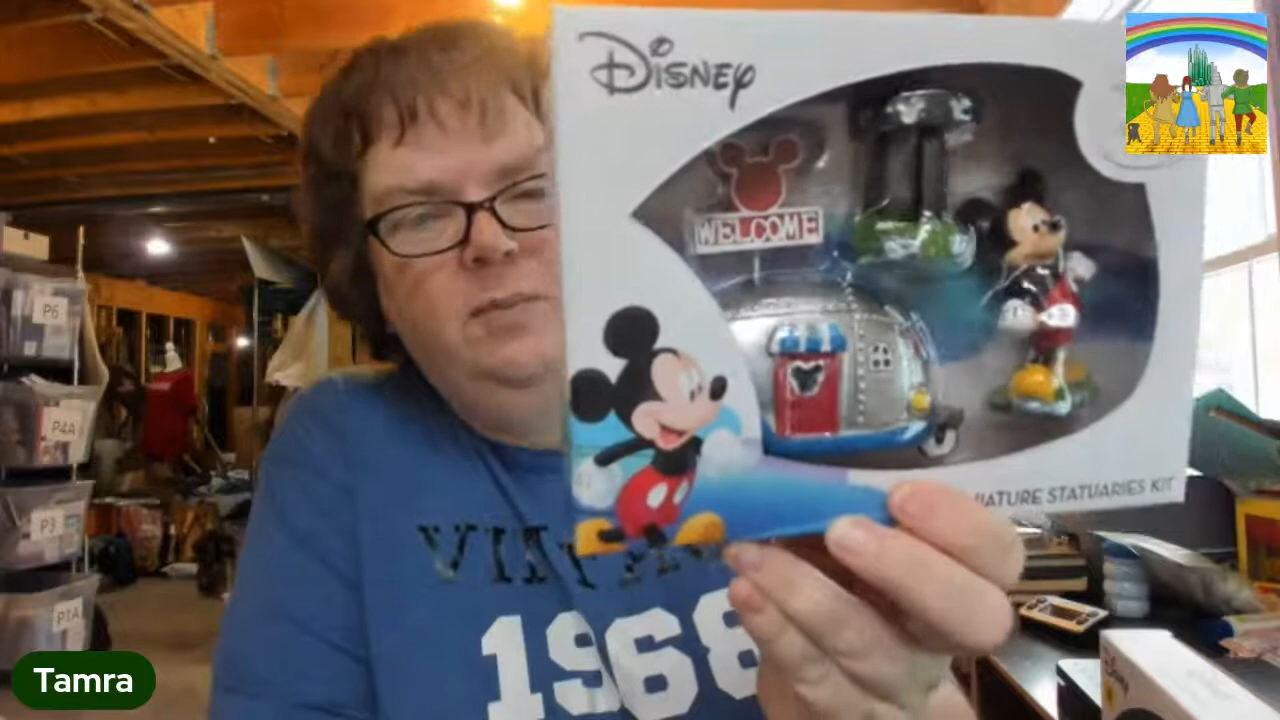 DISNEY
WELCOME
IATURE STATUARIES KIT
P6
P4A
P3
P1A
1968
Tamra